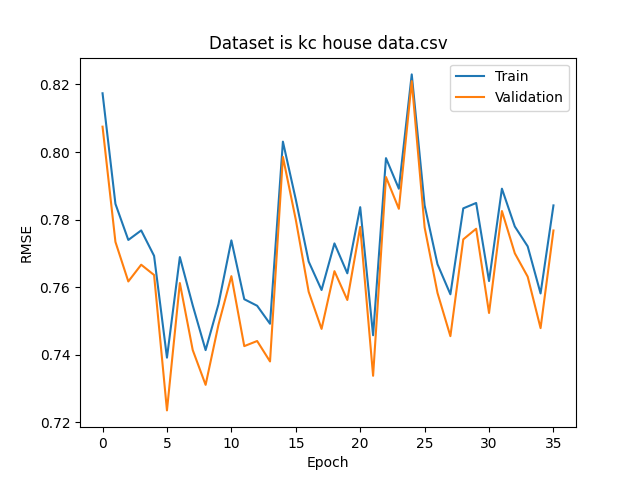 Dataset is kc house data.csv
Train
Validation
RMSE
0.82
0.80
0.78
0.76
0.74
0.72
0 5 10 15 20 25 30 35
Epoch